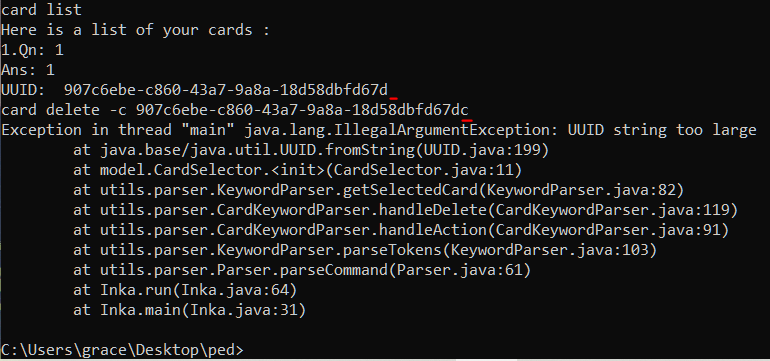 card list
Here is a list of your cards :
1.Qn: 1
Ans: 1
UUID:  907c6ebe-c860-43a7-9a8a-18d58dbfd67d
card delete -c 907c6ebe-c860-43a7-9a8a-18d58dbfd67dc
Exception in thread "main" java.lang.IllegalArgumentException: UUID string too large
        at java.base/java.util.UUID.fromString(UUID.java:199)
        at model.CardSelector.<init>(CardSelector.java:11)
        at utils.parser.KeywordParser.getSelectedCard(KeywordParser.java:82)
        at utils.parser.CardKeywordParser.handleDelete(CardKeywordParser.java:119)
        at utils.parser.CardKeywordParser.handleAction(CardKeywordParser.java:91)
        at utils.parser.KeywordParser.parseTokens(KeywordParser.java:103)
        at utils.parser.Parser.parseCommand(Parser.java:61)
        at Inka.run(Inka.java:64)
        at Inka.main(Inka.java:31)
C:\Users\grace\Desktop\ped>